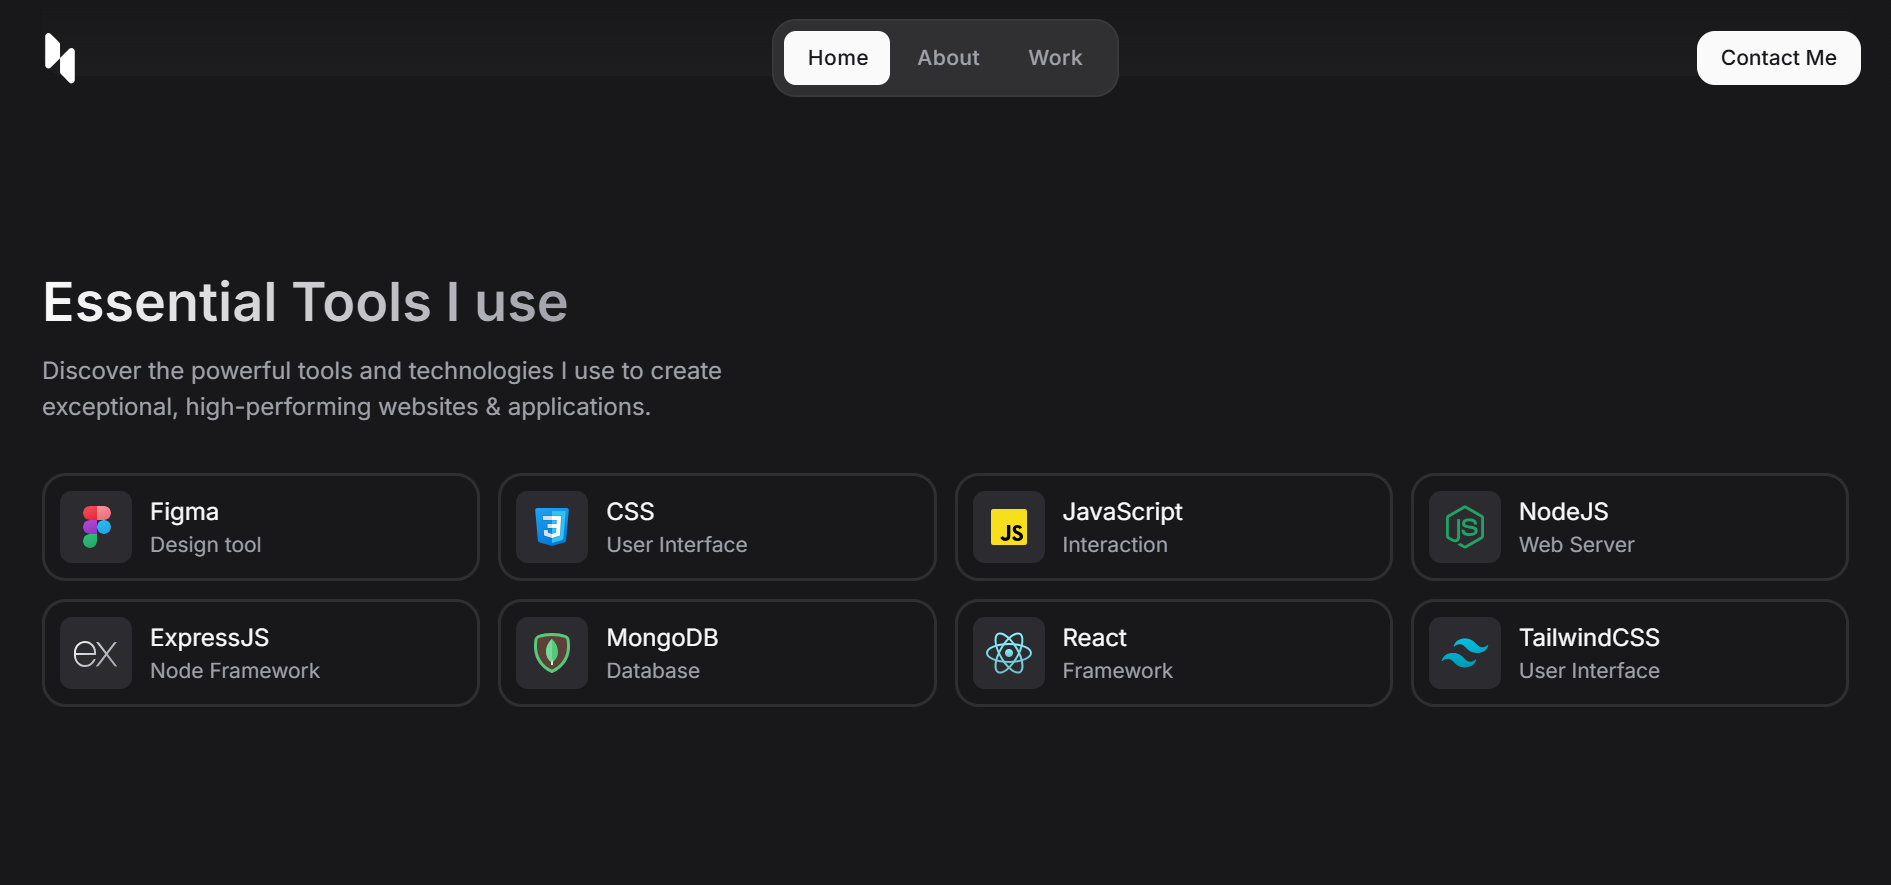 Home About Work
Contact Me
Essential Tools I use
Discover the powerful tools and technologies I use to create
exceptional, high-performing websites & applications.
Figma
Design tool
3
CSS
User Interface
JS
JavaScript
Interaction
JS
NodeJS
Web Server
ex
ExpressJS
Node Framework
MongoDB
Database
React
Framework
TailwindCSS
User Interface